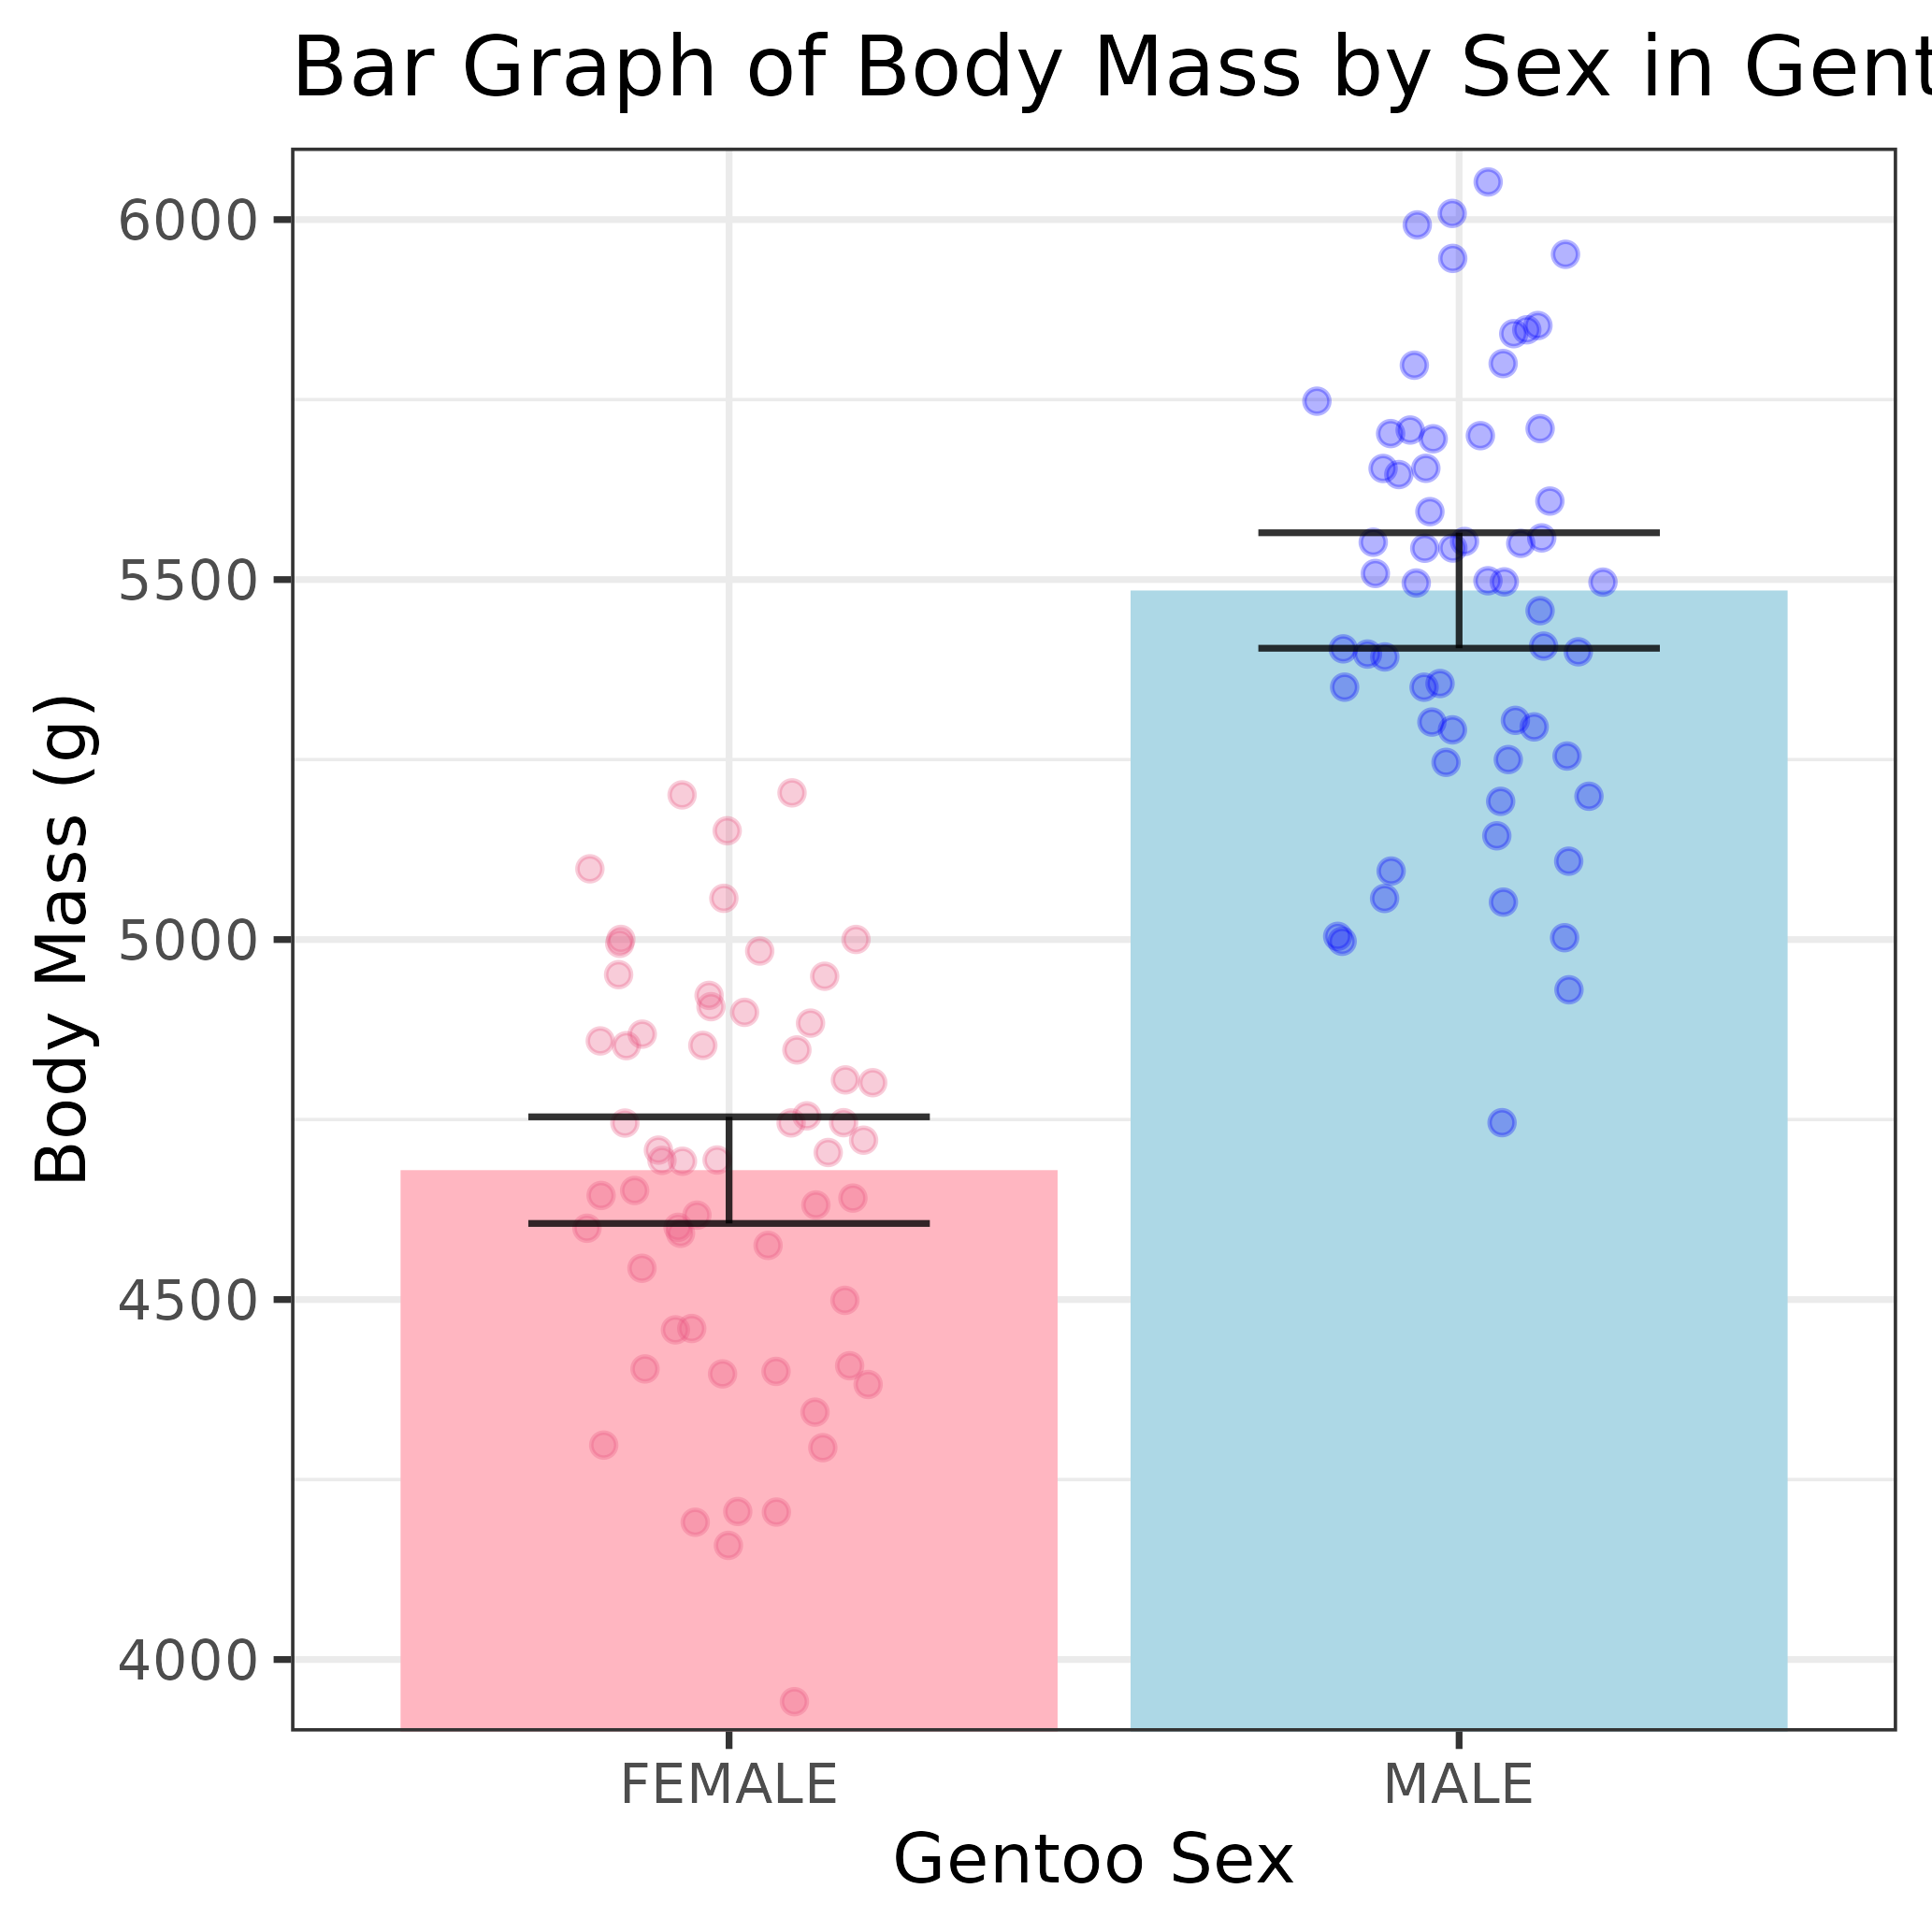 Bar Graph of Body Mass by Sex in Gent
6000
5500
5000
4500
4000
Body Mass (g)
FEMALE
MALE
Gentoo Sex